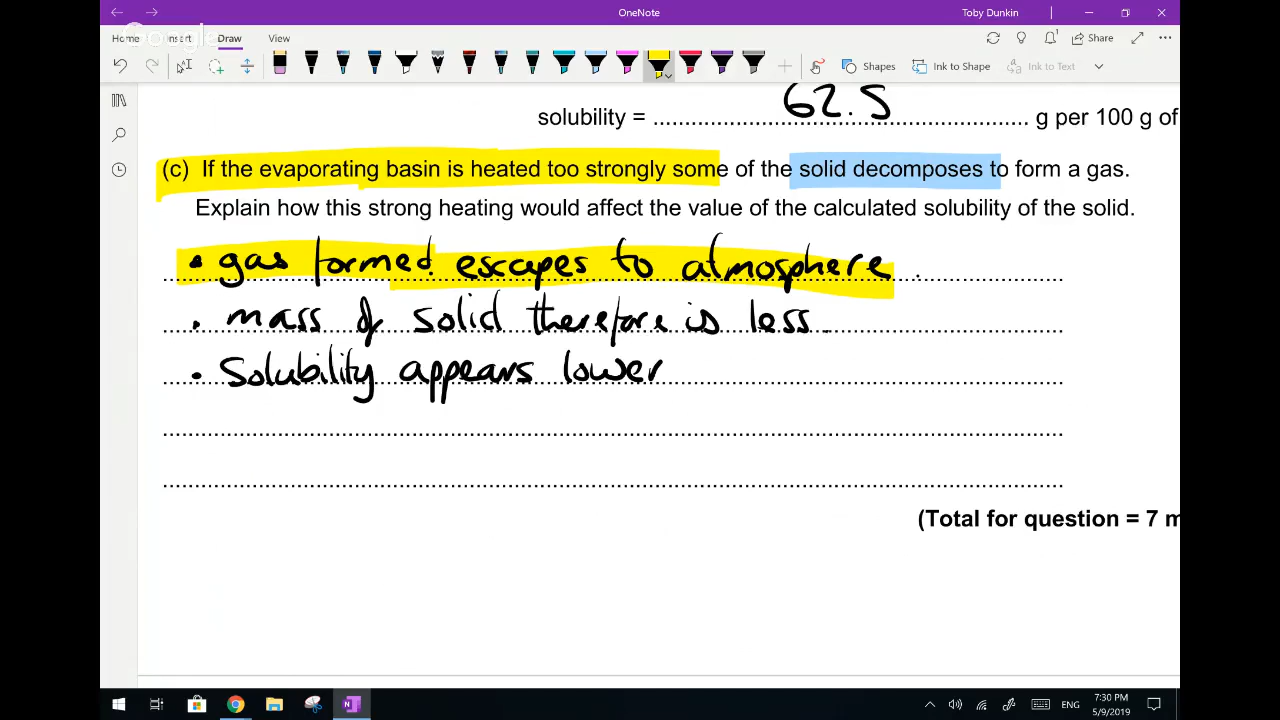 OneNote
Toby Dunkin
Google
Home Insert Draw View
Share
Shapes Ink to Shape Ink to Text
solubility = 62.5 g per 100 g of
(c) If the evaporating basin is heated too strongly some of the solid decomposes to form a gas.
Explain how this strong heating would affect the value of the calculated solubility of the solid.
• gas formed escapes to atmosphere.
• mass of solid therefore is less.
• Solubility appears lower
(Total for question = 7 m
ENG
7:30 PM
5/9/2019